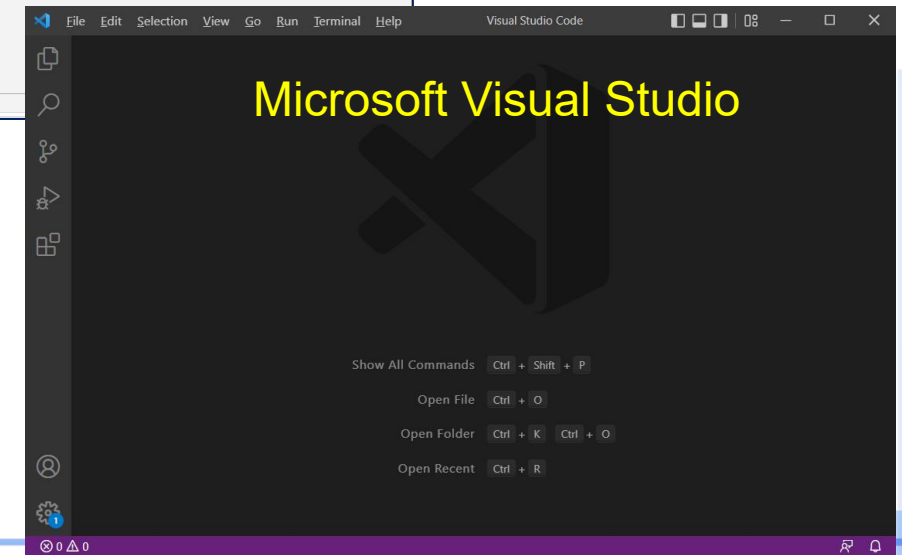 File Edit Selection View Go Run Terminal Help Visual Studio Code
Microsoft Visual Studio
Show All Commands Ctrl + Shift + P
Open File Ctrl + O
Open Folder Ctrl + K Ctrl + O
Open Recent Ctrl + R
1
0 0